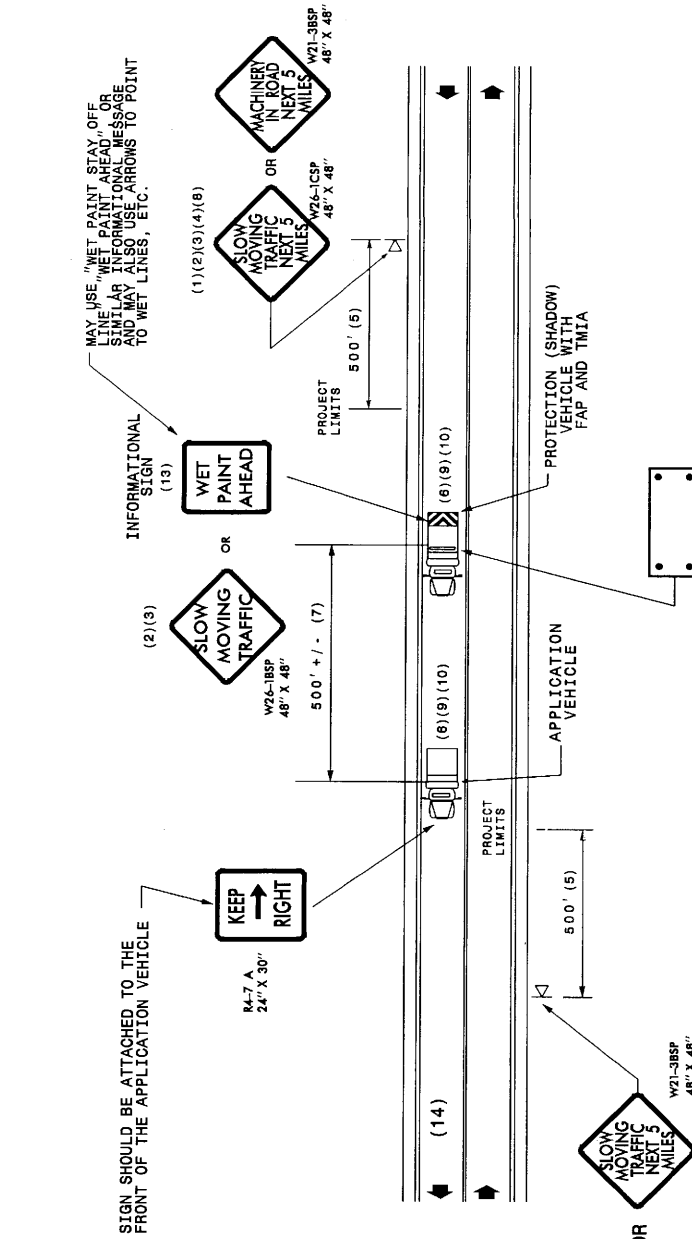 MAY USE "WET PAINT STAY OFF
LINE" "WET PAINT AHEAD" OR
SIMILAR INFORMATIONAL MESSAGE
AND MAY ALSO USE ARROWS TO POINT
TO WET LINES, ETC.
SIGN SHOULD BE ATTACHED TO THE
FRONT OF THE APPLICATION VEHICLE
KEEP
RIGHT
R4-7 A
24" X 30"
(2)(3)
SLOW
MOVING
TRAFFIC
W26-1BSP
48" X 48"
OR
INFORMATIONAL
SIGN
(13)
WET
PAINT
AHEAD
(1)(2)(3)(4)(8)
SLOW
MOVING
TRAFFIC
NEXT 5
MILES
W26-1CSP
48" X 48"
OR
MACHINERY
IN ROAD
NEXT 5
MILES
W21-3BSP
48" X 48"
500' +/- (7)
PROJECT
LIMITS
500' (5)
(14)
(6)(9)(10)
(6)(9)(10)
PROJECT
LIMITS
500' (5)
APPLICATION
VEHICLE
PROTECTION (SHADOW)
VEHICLE WITH
FAP AND TMIA
OR
SLOW
MOVING
TRAFFIC
NEXT 5
MILES
W21-3BSP
48" X 48"